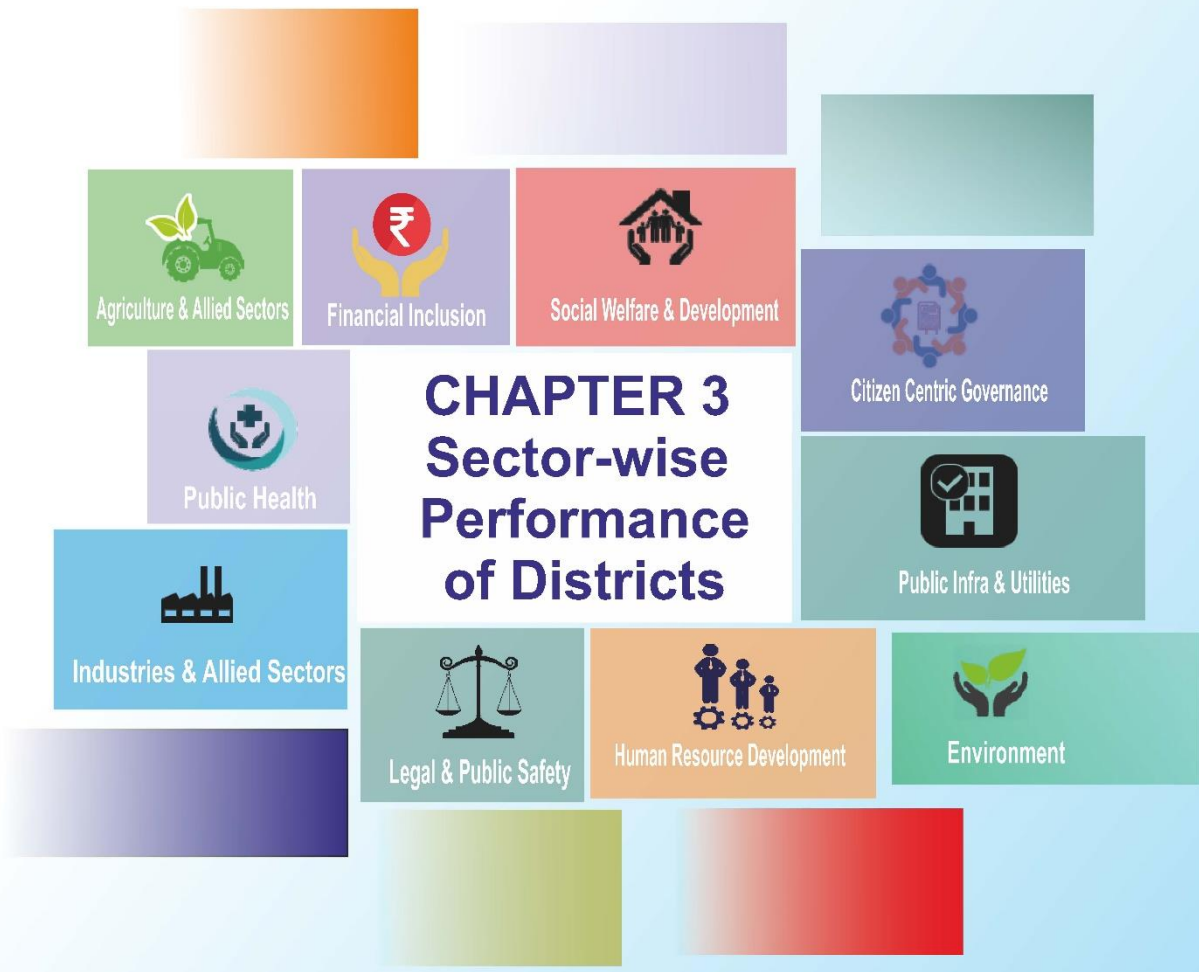 Agriculture & Allied Sectors
Financial Inclusion
₹
Social Welfare & Development
Citizen Centric Governance
Public Health
CHAPTER 3
Sector-wise
Performance
of Districts
Public Infra & Utilities
Industries & Allied Sectors
Legal & Public Safety
Human Resource Development
Environment